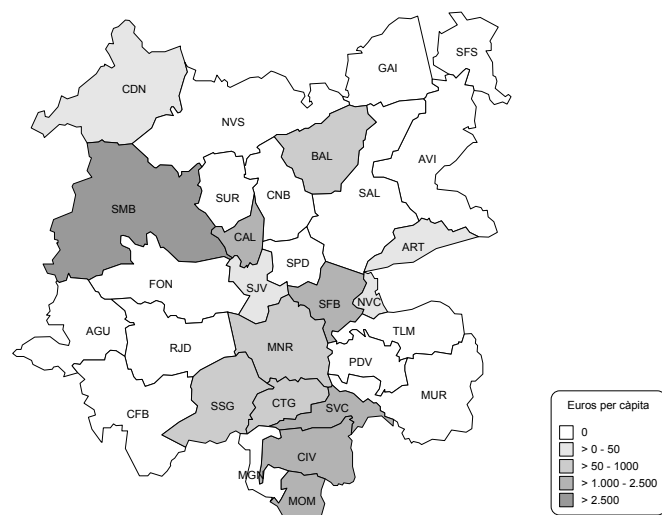 SFS
GAI
CDN
NVS
BAL
AVI
SUR
CNB
SAL
SMB
CAL
ART
SPD
FON
SJV
SFB
NVC
AGU
RJD
MNR
TLM
PDV
MUR
CFB
SSG
CTG
SVC
CIV
MGN
MOM
Euros per càpita
0
> 0 - 50
> 50 - 1000
> 1.000 - 2.500
> 2.500